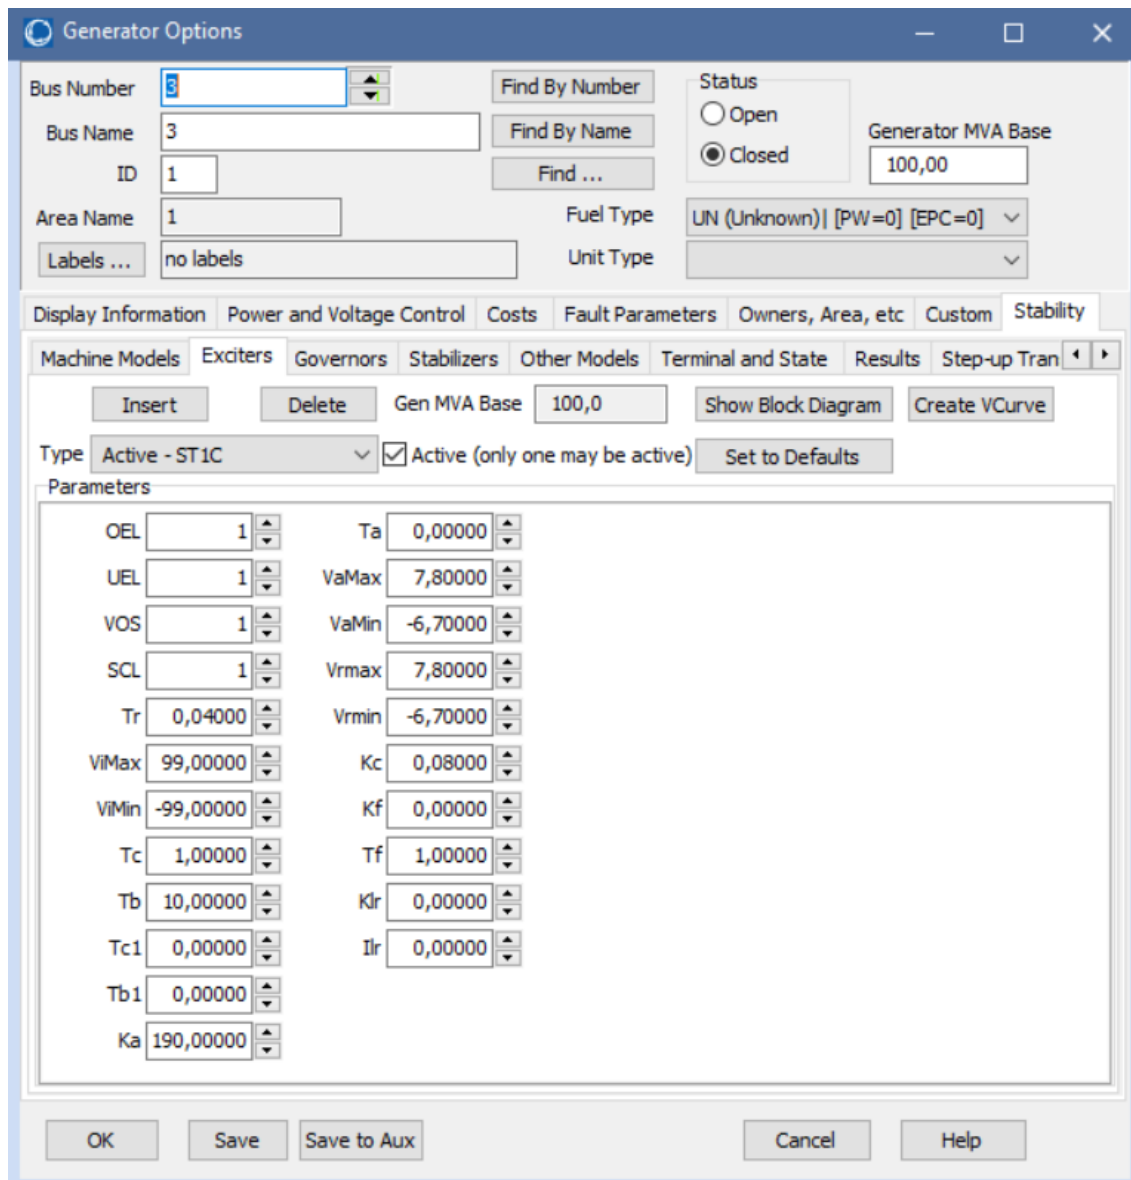 Generator Options
Bus Number 3 Find By Number Status
Open
Bus Name 3 Find By Name Generator MVA Base
Closed
ID 1 Find ... 100,00
Area Name 1 Fuel Type UN (Unknown)| [PW=0] [EPC=0]
Labels ... no labels Unit Type
Display Information Power and Voltage Control Costs Fault Parameters Owners, Area, etc Custom Stability
Machine Models Exciters Governors Stabilizers Other Models Terminal and State Results Step-up Tran
Insert Delete Gen MVA Base 100,0 Show Block Diagram Create VCurve
Type Active - ST1C Active (only one may be active) Set to Defaults
Parameters
OEL 1 Ta 0,00000
UEL 1 VaMax 7,80000
VOS 1 VaMin -6,70000
SCL 1 Vrmax 7,80000
Tr 0,04000 Vrmin -6,70000
ViMax 99,00000 Kc 0,08000
ViMin -99,00000 Kf 0,00000
Tc 1,00000 Tf 1,00000
Tb 10,00000 Klr 0,00000
Tc1 0,00000 Ilr 0,00000
Tb1 0,00000
Ka 190,00000
OK Save Save to Aux Cancel Help